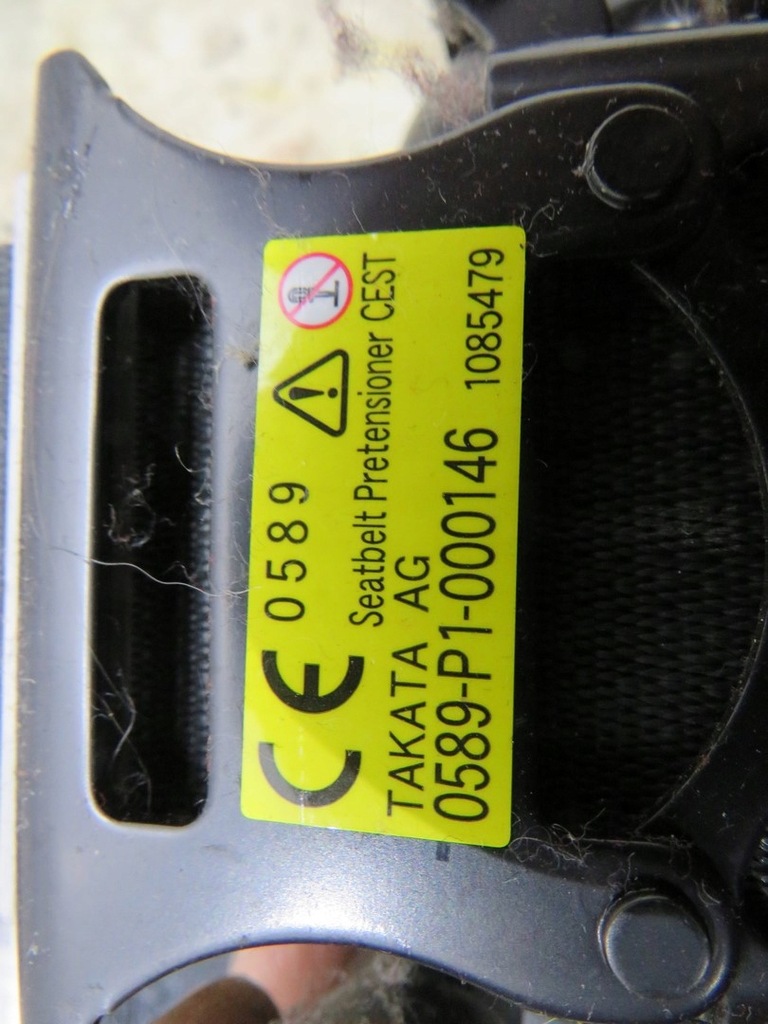 CE 0589
Seatbelt Pretensioner CEST
TAKATA AG
0589-P1-000146 1085479